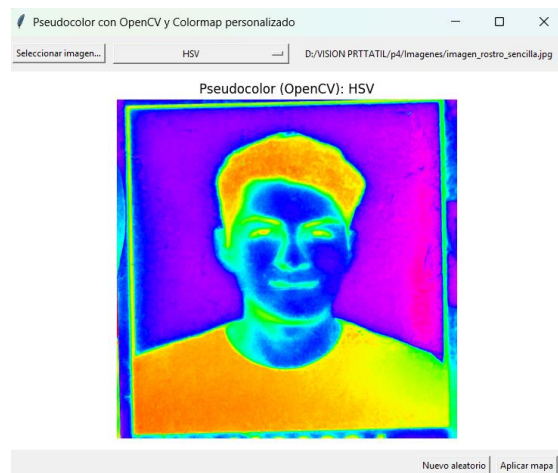 Pseudocolor con OpenCV y Colormap personalizado
Seleccionar imagen... HSV D:/VISION PRTTATIL/p4/Imagenes/imagen_rostro_sencilla.jpg
Pseudocolor (OpenCV): HSV
Nuevo aleatorio Aplicar mapa